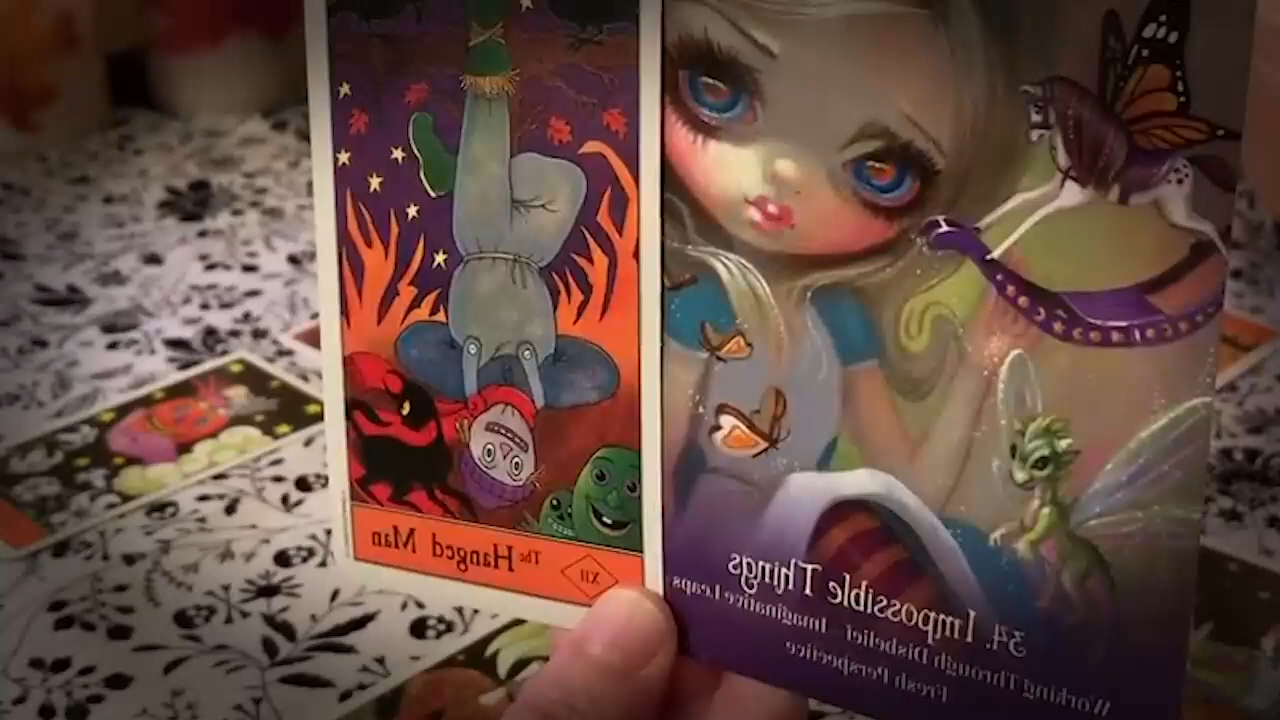 XII
The Hanged Man
34. Impossible Things
Working Through Disbelief - Imaginative Leaps
Fresh Perspective